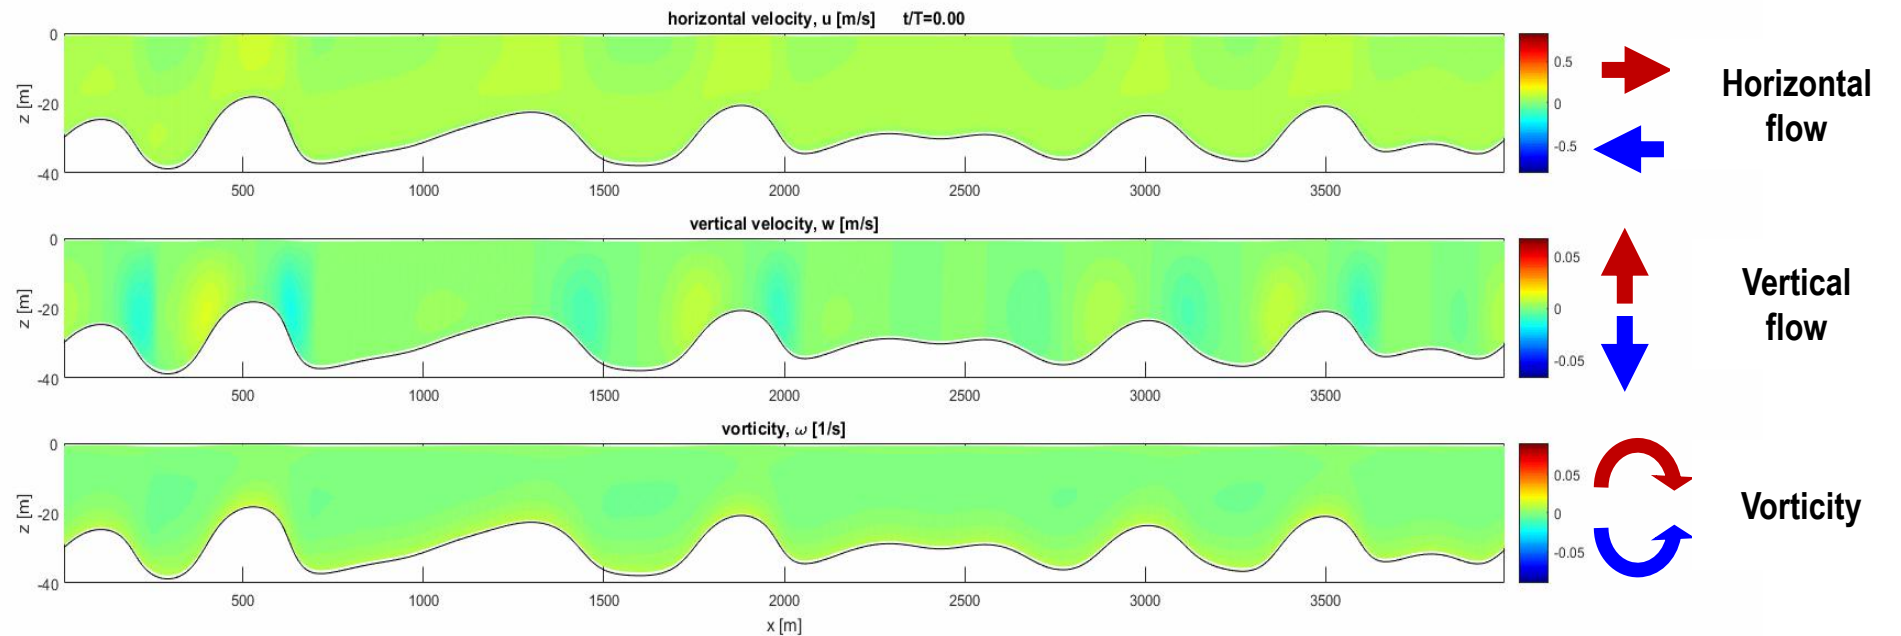 horizontal velocity, u [m/s] t/T=0.00
0
-20
-40
z [m]
500 1000 1500 2000 2500 3000 3500
0.5
0
-0.5
Horizontal
flow
vertical velocity, w [m/s]
0
-20
-40
z [m]
500 1000 1500 2000 2500 3000 3500
0.05
0
-0.05
Vertical
flow
vorticity, ω [1/s]
0
-20
-40
z [m]
500 1000 1500 2000 2500 3000 3500
x [m]
0.05
0
-0.05
Vorticity